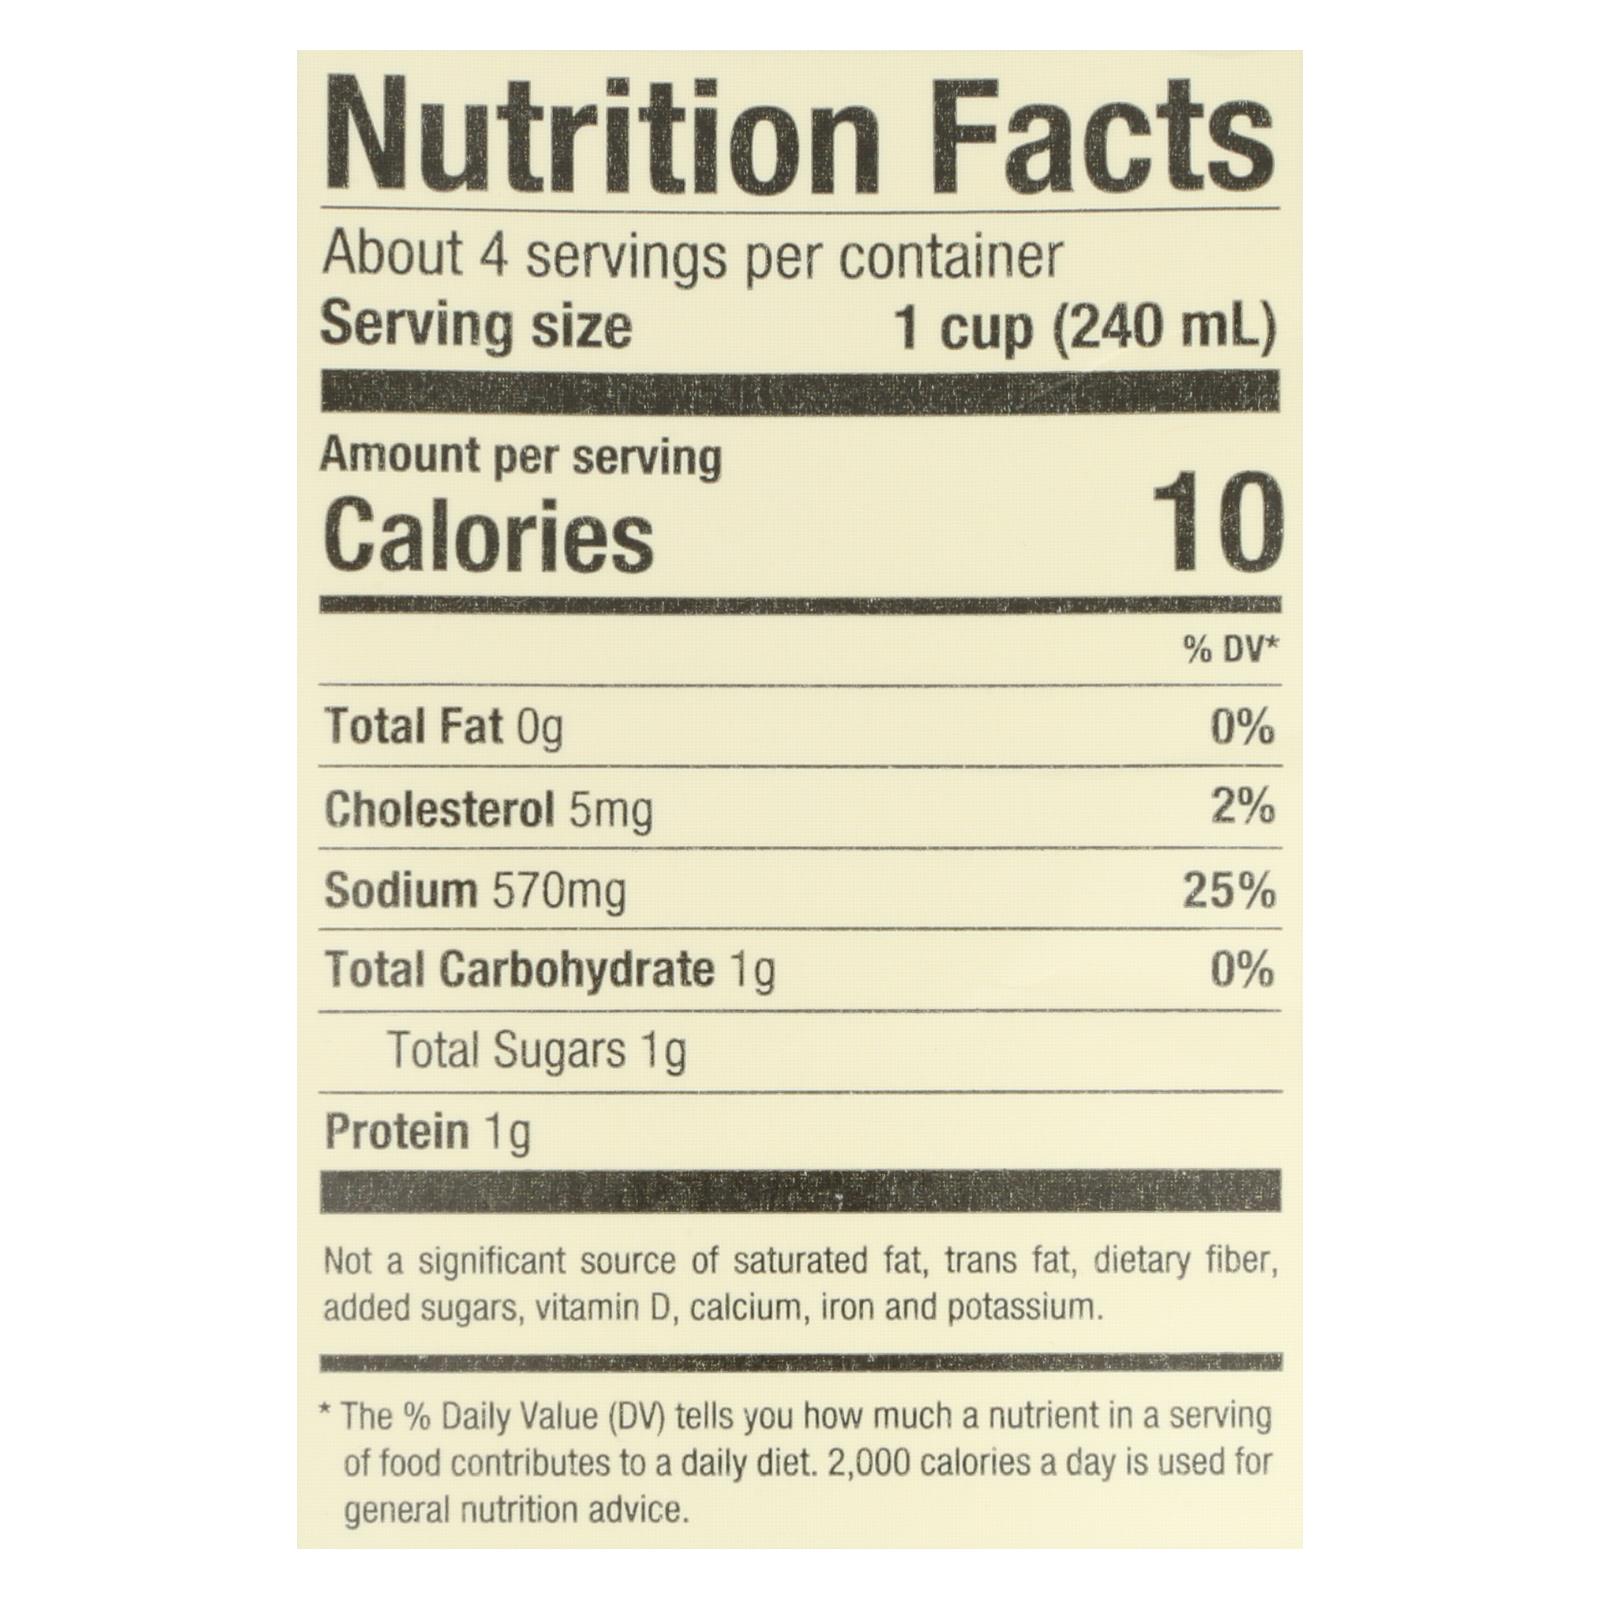 Nutrition Facts
About 4 servings per container
Serving size 1 cup (240 mL)
Amount per serving
Calories 10
% DV*
Total Fat 0g 0%
Cholesterol 5mg 2%
Sodium 570mg 25%
Total Carbohydrate 1g 0%
Total Sugars 1g
Protein 1g
Not a significant source of saturated fat, trans fat, dietary fiber,
added sugars, vitamin D, calcium, iron and potassium.
* The % Daily Value (DV) tells you how much a nutrient in a serving
of food contributes to a daily diet. 2,000 calories a day is used for
general nutrition advice.